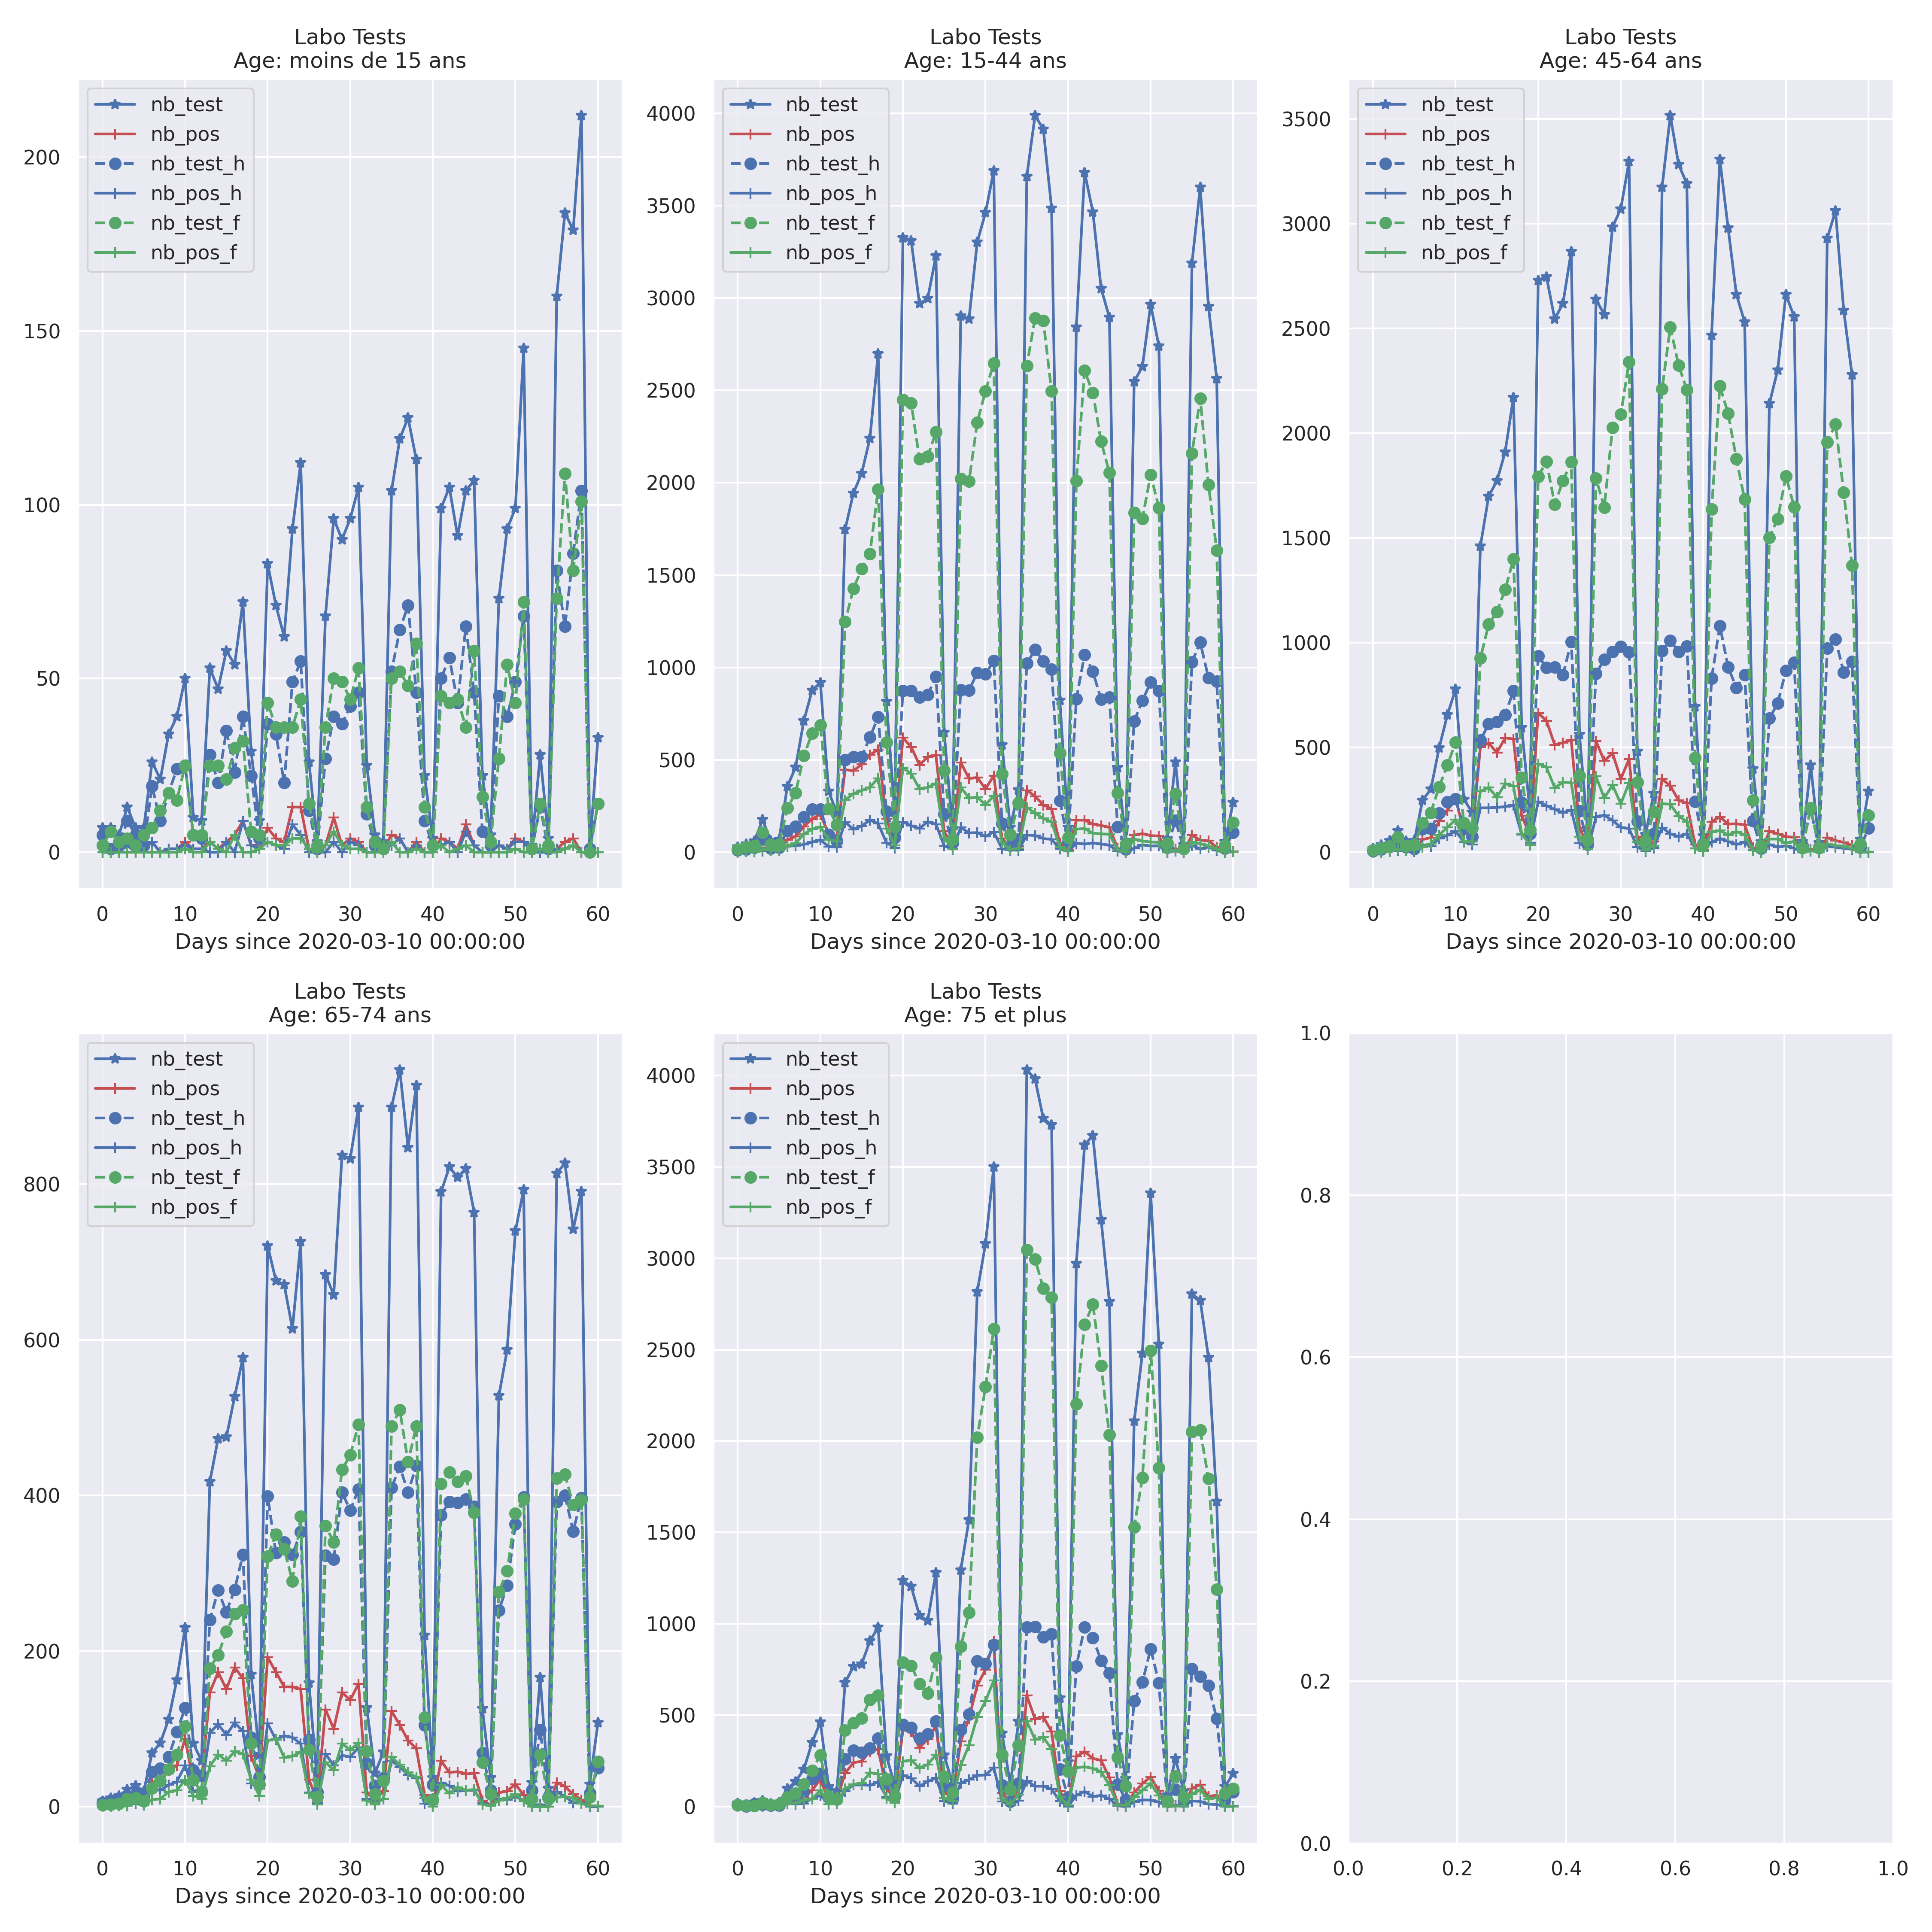 Labo Tests
Age: moins de 15 ans
nb_test
nb_pos
nb_test_h
nb_pos_h
nb_test_f
nb_pos_f
200
150
100
50
0
0 10 20 30 40 50 60
Days since 2020-03-10 00:00:00
Labo Tests
Age: 15-44 ans
nb_test
nb_pos
nb_test_h
nb_pos_h
nb_test_f
nb_pos_f
4000
3500
3000
2500
2000
1500
1000
500
0
0 10 20 30 40 50 60
Days since 2020-03-10 00:00:00
Labo Tests
Age: 45-64 ans
nb_test
nb_pos
nb_test_h
nb_pos_h
nb_test_f
nb_pos_f
3500
3000
2500
2000
1500
1000
500
0
0 10 20 30 40 50 60
Days since 2020-03-10 00:00:00
Labo Tests
Age: 65-74 ans
nb_test
nb_pos
nb_test_h
nb_pos_h
nb_test_f
nb_pos_f
800
600
400
200
0
0 10 20 30 40 50 60
Days since 2020-03-10 00:00:00
Labo Tests
Age: 75 et plus
nb_test
nb_pos
nb_test_h
nb_pos_h
nb_test_f
nb_pos_f
4000
3500
3000
2500
2000
1500
1000
500
0
0 10 20 30 40 50 60
Days since 2020-03-10 00:00:00
1.0
0.8
0.6
0.4
0.2
0.0
0.0 0.2 0.4 0.6 0.8 1.0